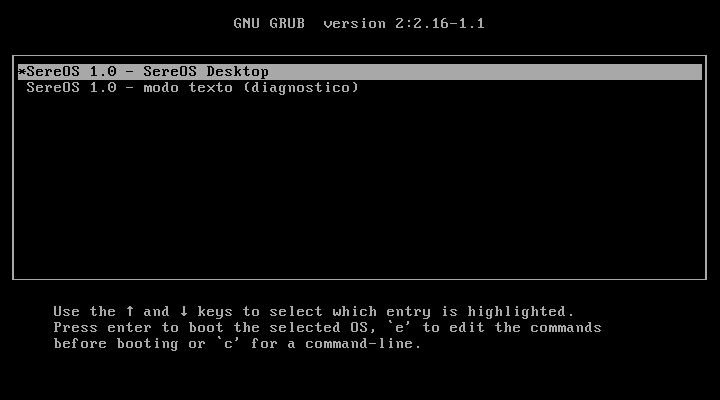 GNU GRUB  version 2:2.16-1.1
*SereOS 1.0 - SereOS Desktop
SereOS 1.0 - modo texto (diagnostico)
Use the ↑ and ↓ keys to select which entry is highlighted.
Press enter to boot the selected OS, `e' to edit the commands
before booting or `c' for a command-line.